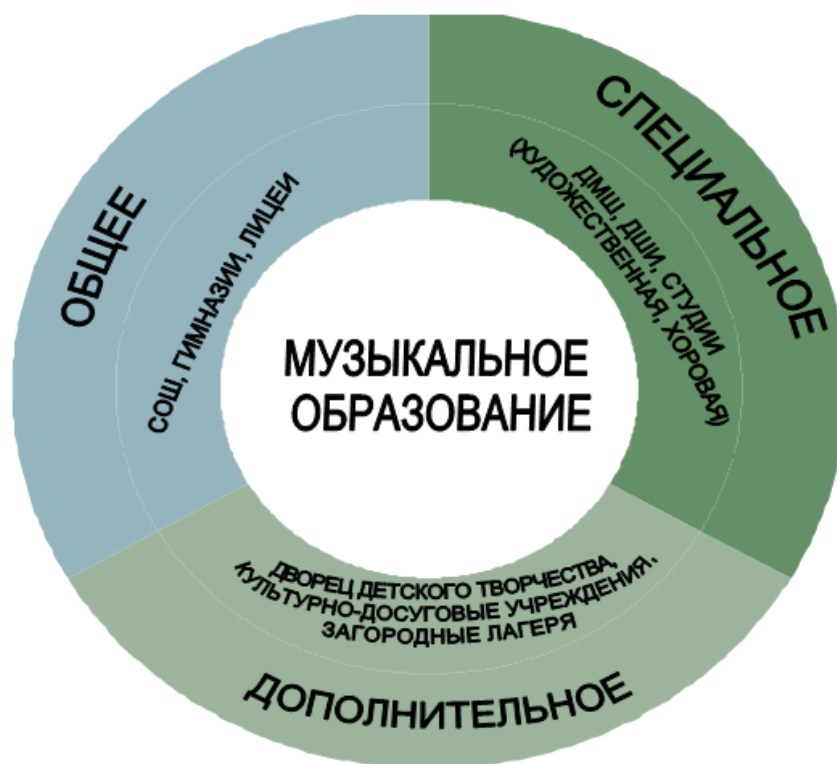 МУЗЫКАЛЬНОЕ
ОБРАЗОВАНИЕ
ОБЩЕЕ
СОШ, ГИМНАЗИИ, ЛИЦЕИ
СПЕЦИАЛЬНОЕ
ДМШ, ДШИ, СТУДИИ
(ХУДОЖЕСТВЕННАЯ, ХОРОВАЯ)
ДВОРЕЦ ДЕТСКОГО ТВОРЧЕСТВА,
КУЛЬТУРНО-ДОСУГОВЫЕ УЧРЕЖДЕНИЯ,
ЗАГОРОДНЫЕ ЛАГЕРЯ
ДОПОЛНИТЕЛЬНОЕ